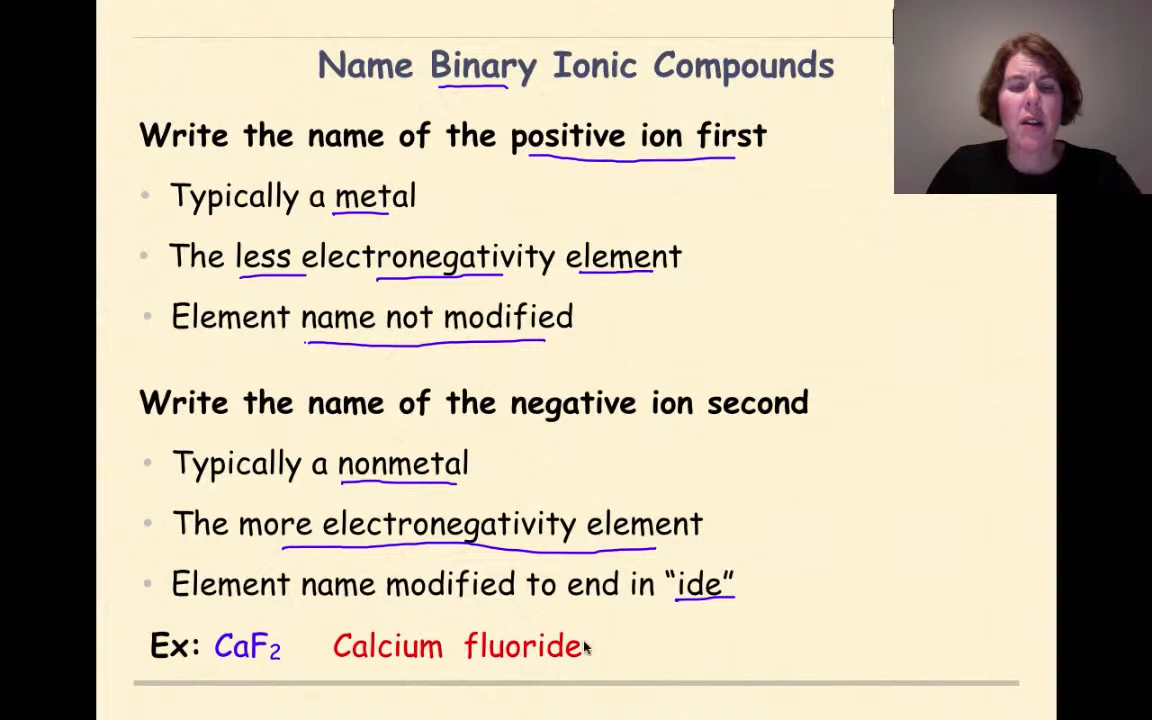 Name Binary Ionic Compounds
Write the name of the positive ion first
• Typically a metal
• The less electronegativity element
• Element name not modified
Write the name of the negative ion second
• Typically a nonmetal
• The more electronegativity element
• Element name modified to end in “ide”
Ex: CaF₂ Calcium fluoride